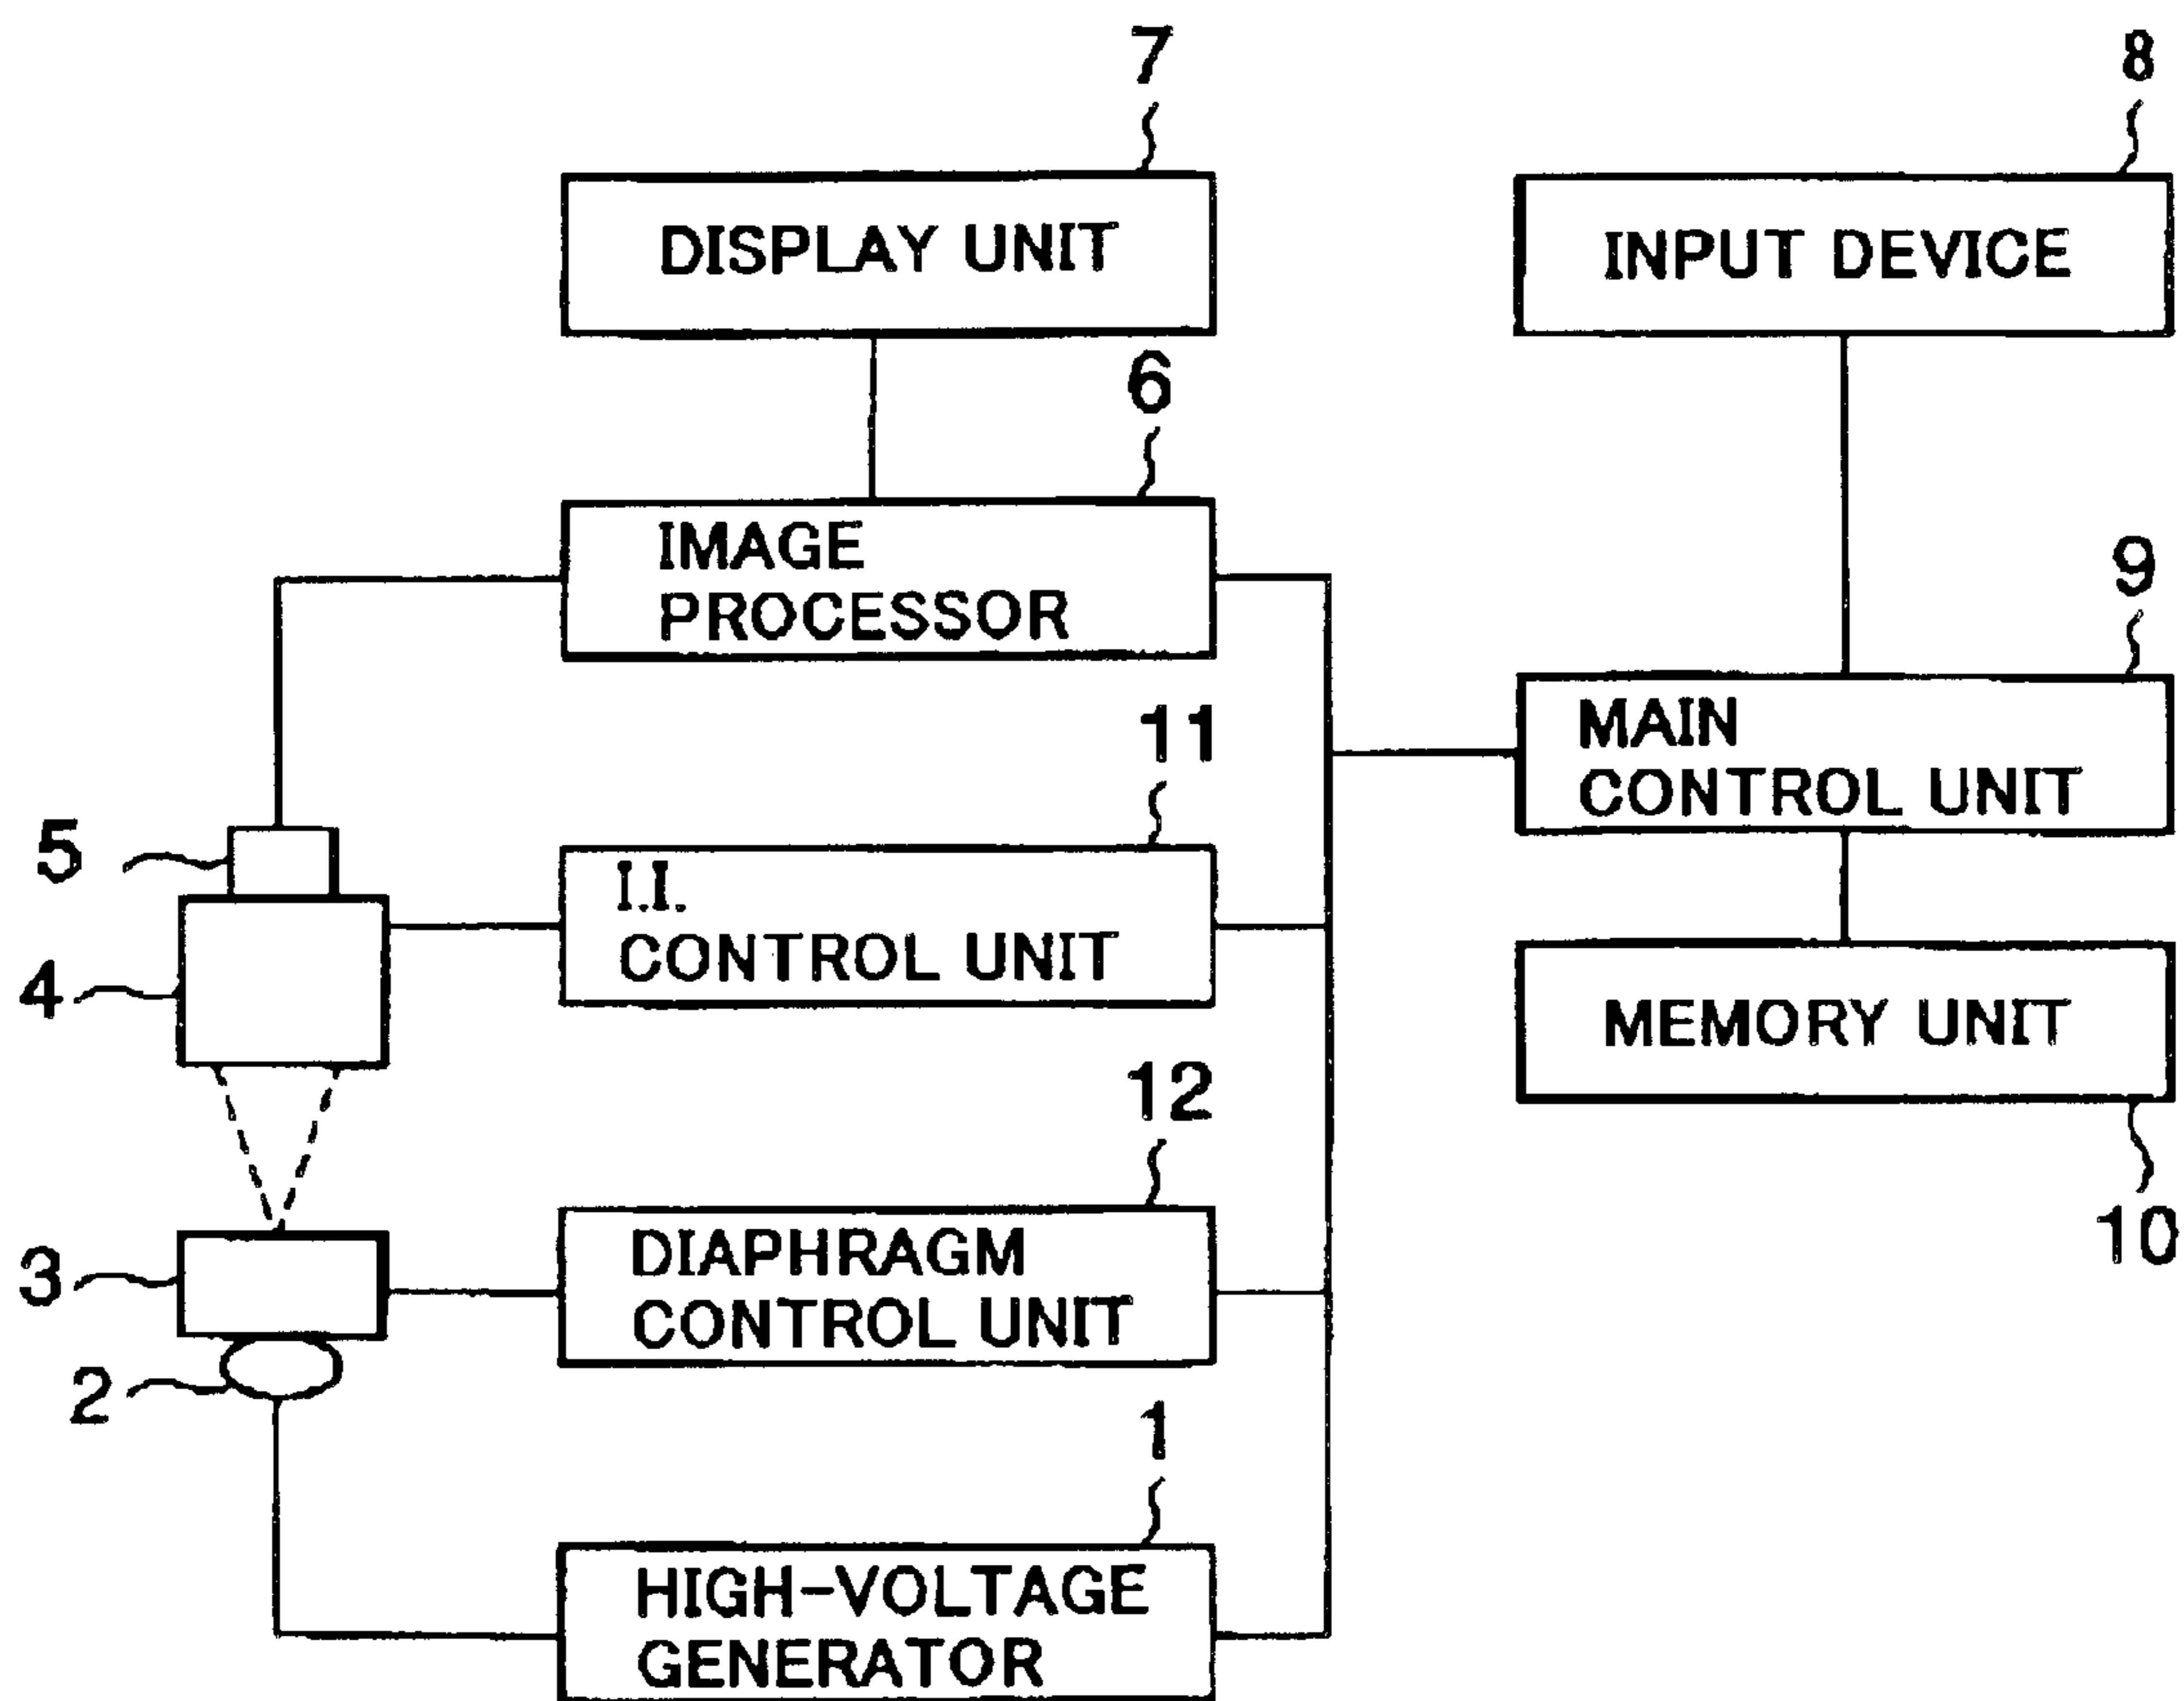 7
8
DISPLAY UNIT
INPUT DEVICE
6
IMAGE
PROCESSOR
9
MAIN
CONTROL UNIT
11
5
I.I.
CONTROL UNIT
4
MEMORY UNIT
10
12
3
DIAPHRAGM
CONTROL UNIT
2
1
HIGH-VOLTAGE
GENERATOR